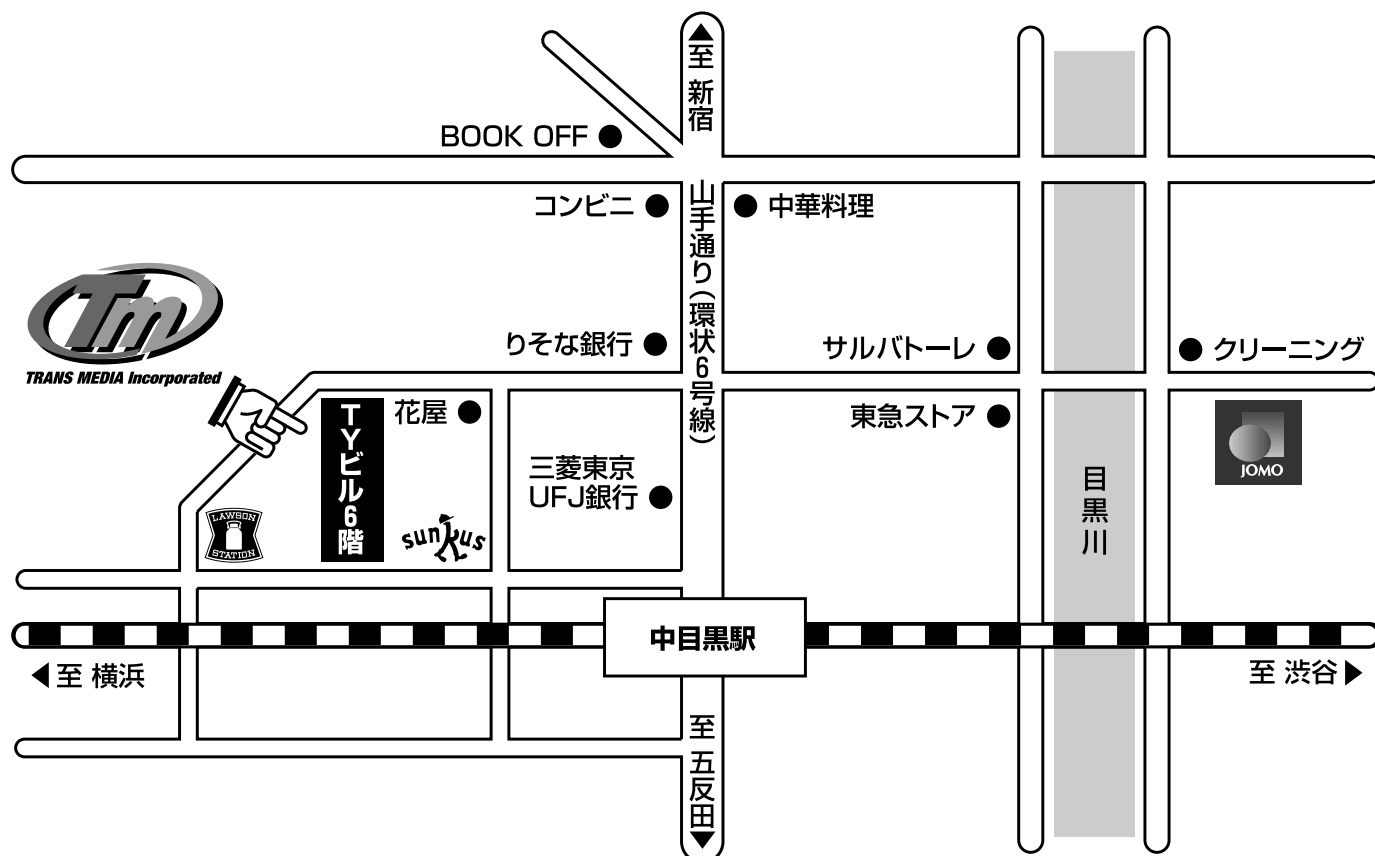 至 新宿
BOOK OFF
コンビニ
中華料理
山手通り(環状6号線)
Tm
TRANS MEDIA Incorporated
りそな銀行
サルバトーレ
クリーニング
TYビル6階
花屋
東急ストア
三菱東京
UFJ銀行
JOMO
目黒川
LAWSON
STATION
sunkus
中目黒駅
至 横浜
至 渋谷
至 五反田